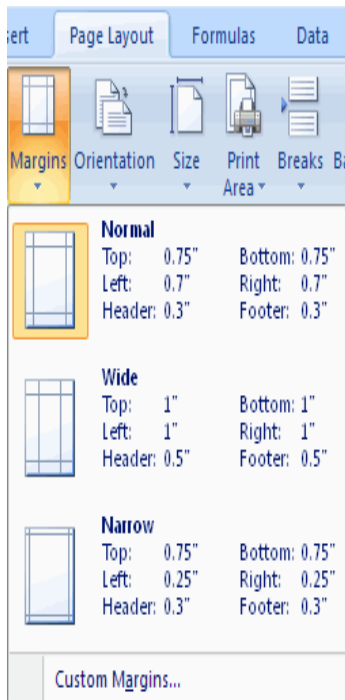 sert Page Layout Formulas Data
Margins Orientation Size Print Breaks Ba
Area
Normal
Top: 0.75" Bottom: 0.75"
Left: 0.7" Right: 0.7"
Header: 0.3" Footer: 0.3"
Wide
Top: 1" Bottom: 1"
Left: 1" Right: 1"
Header: 0.5" Footer: 0.5"
Narrow
Top: 0.75" Bottom: 0.75"
Left: 0.25" Right: 0.25"
Header: 0.3" Footer: 0.3"
Custom Margins...